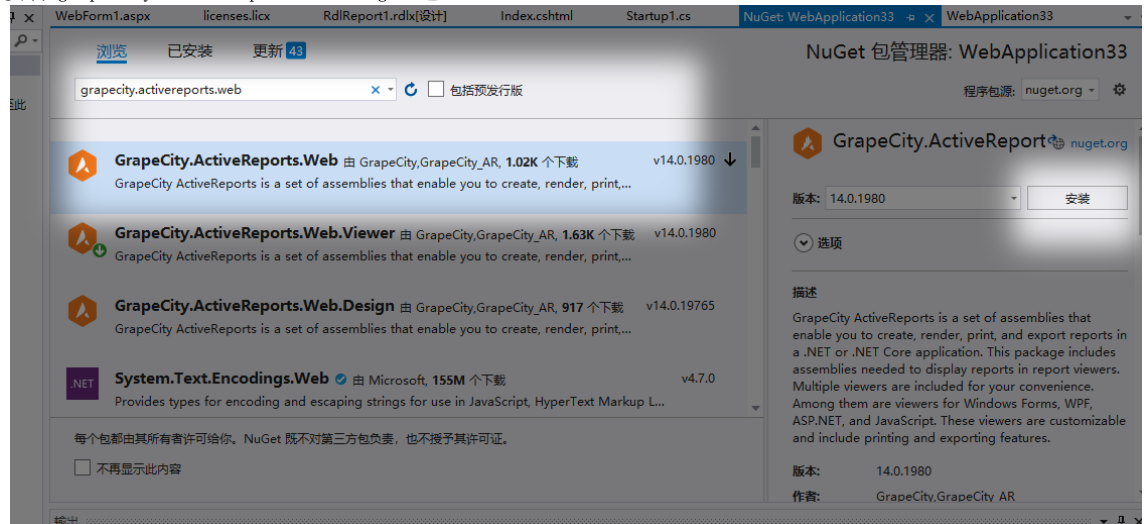 WebForm1.aspx licenses.licx RdlReport1.rdlx[设计] Index.cshtml Startup1.cs NuGet: WebApplication33 WebApplication33
浏览 已安装 更新 43
NuGet 包管理器: WebApplication33
grapecity.activereports.web 包括预发行版
程序包源: nuget.org
GrapeCity.ActiveReports.Web 由 GrapeCity,GrapeCity_AR, 1.02K 个下载 v14.0.1980
GrapeCity ActiveReports is a set of assemblies that enable you to create, render, print,...
GrapeCity.ActiveReports.Web.Viewer 由 GrapeCity,GrapeCity_AR, 1.63K 个下载 v14.0.1980
GrapeCity ActiveReports is a set of assemblies that enable you to create, render, print,...
GrapeCity.ActiveReports.Web.Design 由 GrapeCity,GrapeCity_AR, 917 个下载 v14.0.19765
GrapeCity ActiveReports is a set of assemblies that enable you to create, render, print,...
.NET
System.Text.Encodings.Web 由 Microsoft, 155M 个下载 v4.7.0
Provides types for encoding and escaping strings for use in JavaScript, HyperText Markup L...
每个包都由其所有者许可给你。NuGet 既不对第三方包负责，也不授予其许可证。
不再显示此内容
GrapeCity.ActiveReport nuget.org
版本: 14.0.1980 安装
选项
描述
GrapeCity ActiveReports is a set of assemblies that
enable you to create, render, print, and export reports in
a .NET or .NET Core application. This package includes
assemblies needed to display reports in report viewers.
Multiple viewers are included for your convenience.
Among them are viewers for Windows Forms, WPF,
ASP.NET, and JavaScript. These viewers are customizable
and include printing and exporting features.
版本: 14.0.1980
作者: GrapeCity,GrapeCity AR
输出